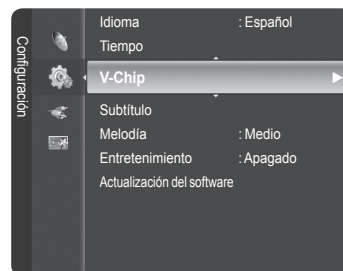 Configuración
Idioma : Español
Tiempo
V-Chip
Subtítulo
Melodía : Medio
Entretenimiento : Apagado
Actualización del software